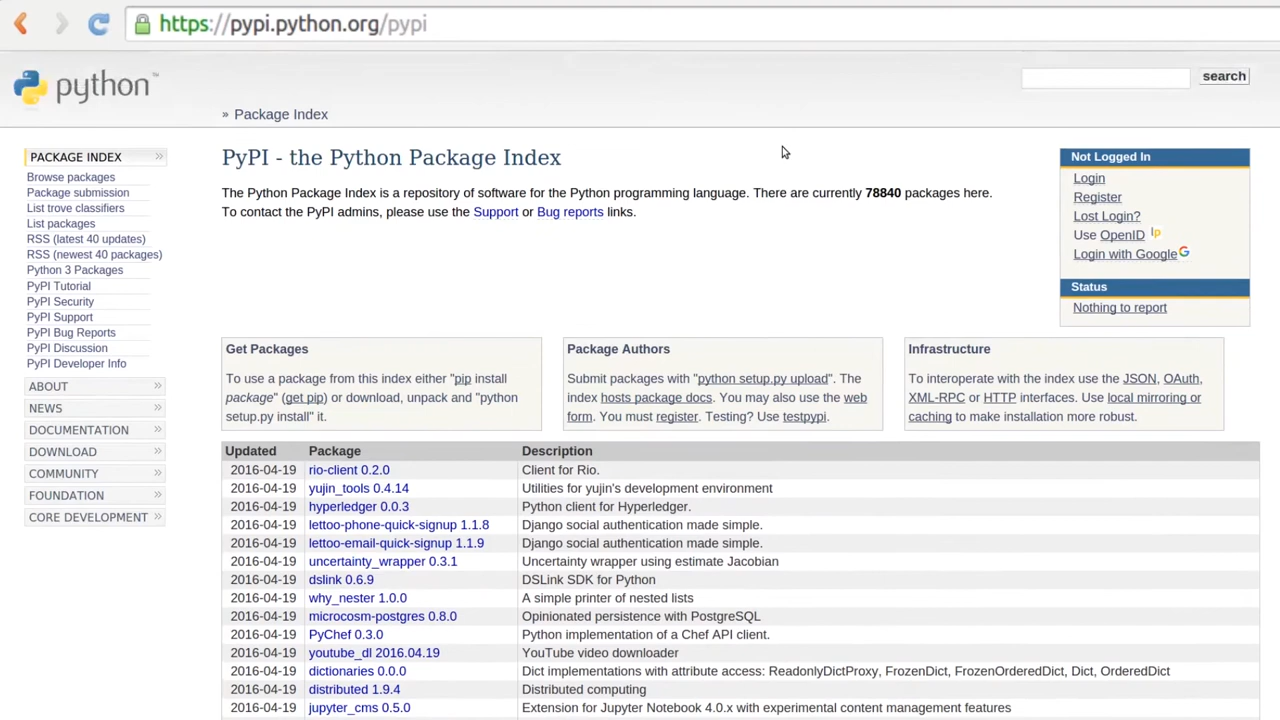 https://pypi.python.org/pypi
python™
search
» Package Index
PACKAGE INDEX »
Browse packages
Package submission
List trove classifiers
List packages
RSS (latest 40 updates)
RSS (newest 40 packages)
Python 3 Packages
PyPI Tutorial
PyPI Security
PyPI Support
PyPI Bug Reports
PyPI Discussion
PyPI Developer Info
ABOUT »
NEWS »
DOCUMENTATION »
DOWNLOAD »
COMMUNITY »
FOUNDATION »
CORE DEVELOPMENT »
PyPI - the Python Package Index
The Python Package Index is a repository of software for the Python programming language. There are currently 78840 packages here.
To contact the PyPI admins, please use the Support or Bug reports links.
Not Logged In
Login
Register
Lost Login?
Use OpenID
Login with Google
Status
Nothing to report
Get Packages
To use a package from this index either "pip install
package" (get pip) or download, unpack and "python
setup.py install" it.
Package Authors
Submit packages with "python setup.py upload". The
index hosts package docs. You may also use the web
form. You must register. Testing? Use testpypi.
Infrastructure
To interoperate with the index use the JSON, OAuth,
XML-RPC or HTTP interfaces. Use local mirroring or
caching to make installation more robust.
Updated Package Description
2016-04-19 rio-client 0.2.0 Client for Rio.
2016-04-19 yujin_tools 0.4.14 Utilities for yujin's development environment
2016-04-19 hyperledger 0.0.3 Python client for Hyperledger.
2016-04-19 lettoo-phone-quick-signup 1.1.8 Django social authentication made simple.
2016-04-19 lettoo-email-quick-signup 1.1.9 Django social authentication made simple.
2016-04-19 uncertainty_wrapper 0.3.1 Uncertainty wrapper using estimate Jacobian
2016-04-19 dslink 0.6.9 DSLink SDK for Python
2016-04-19 why_nester 1.0.0 A simple printer of nested lists
2016-04-19 microcosm-postgres 0.8.0 Opinionated persistence with PostgreSQL
2016-04-19 PyChef 0.3.0 Python implementation of a Chef API client.
2016-04-19 youtube_dl 2016.04.19 YouTube video downloader
2016-04-19 dictionaries 0.0.0 Dict implementations with attribute access: ReadonlyDictProxy, FrozenDict, FrozenOrderedDict, Dict, OrderedDict
2016-04-19 distributed 1.9.4 Distributed computing
2016-04-19 jupyter_cms 0.5.0 Extension for Jupyter Notebook 4.0.x with experimental content management features